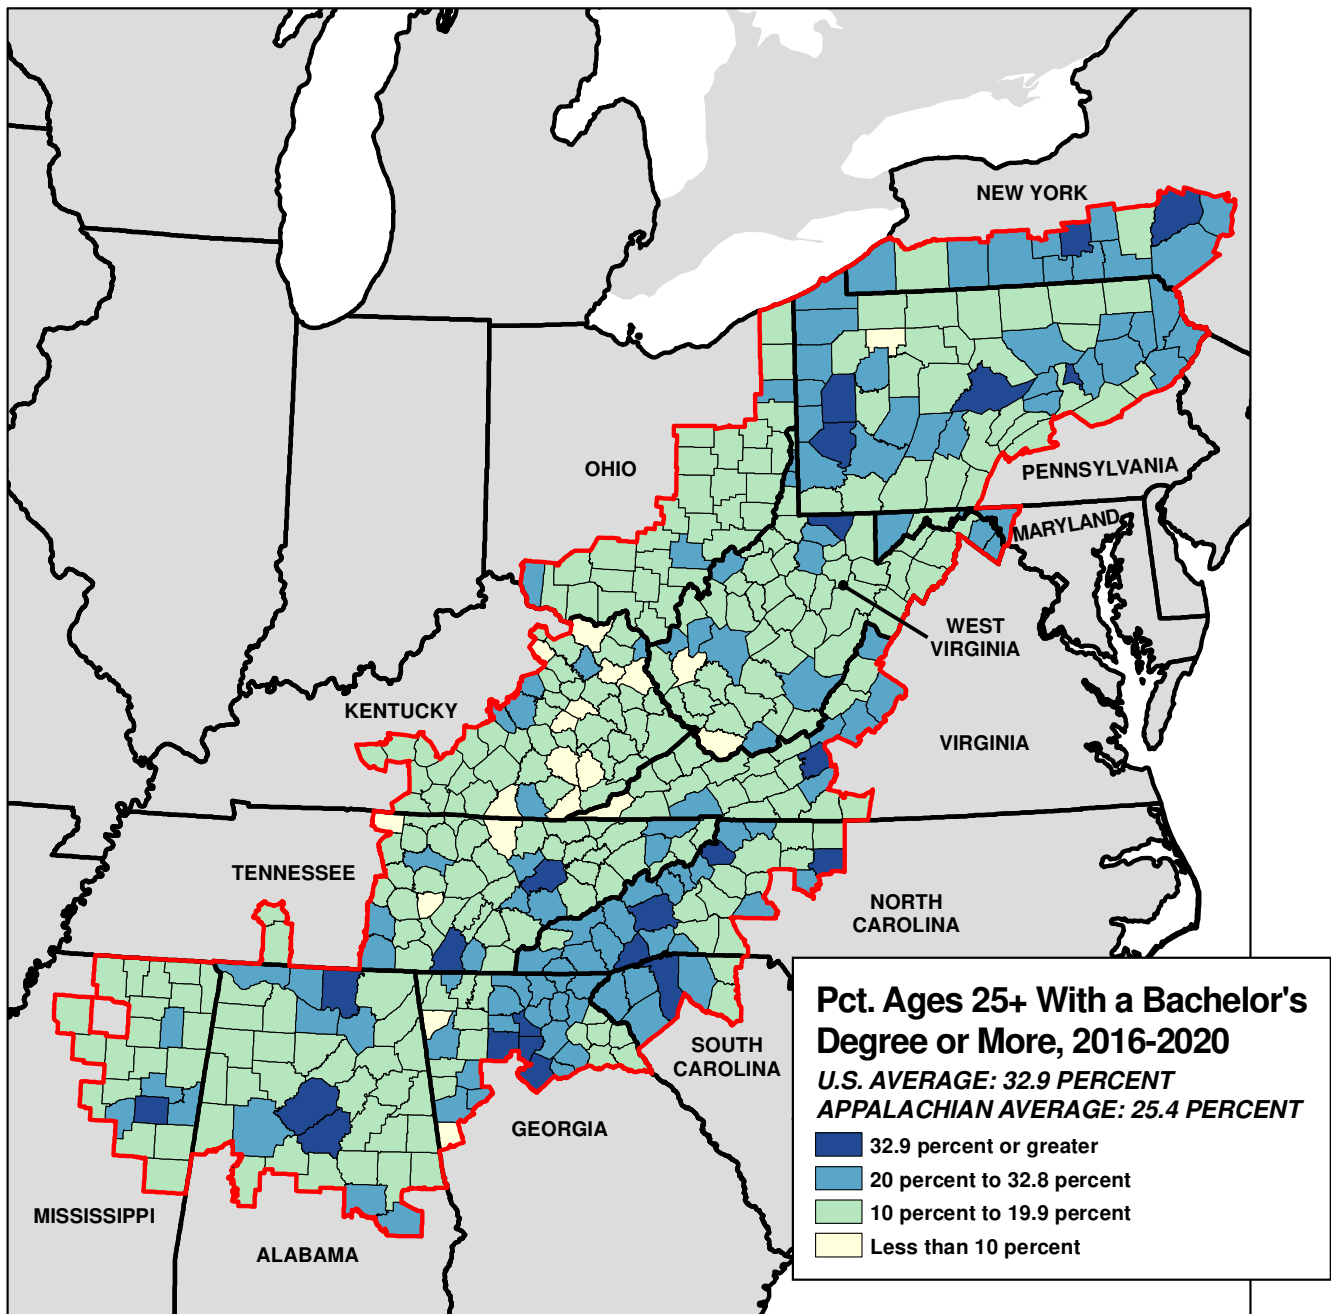 NEW YORK
OHIO
PENNSYLVANIA
MARYLAND
WEST
VIRGINIA
KENTUCKY
VIRGINIA
TENNESSEE
NORTH
CAROLINA
SOUTH
CAROLINA
GEORGIA
MISSISSIPPI
ALABAMA
Pct. Ages 25+ With a Bachelor's
Degree or More, 2016-2020
U.S. AVERAGE: 32.9 PERCENT
APPALACHIAN AVERAGE: 25.4 PERCENT
32.9 percent or greater
20 percent to 32.8 percent
10 percent to 19.9 percent
Less than 10 percent